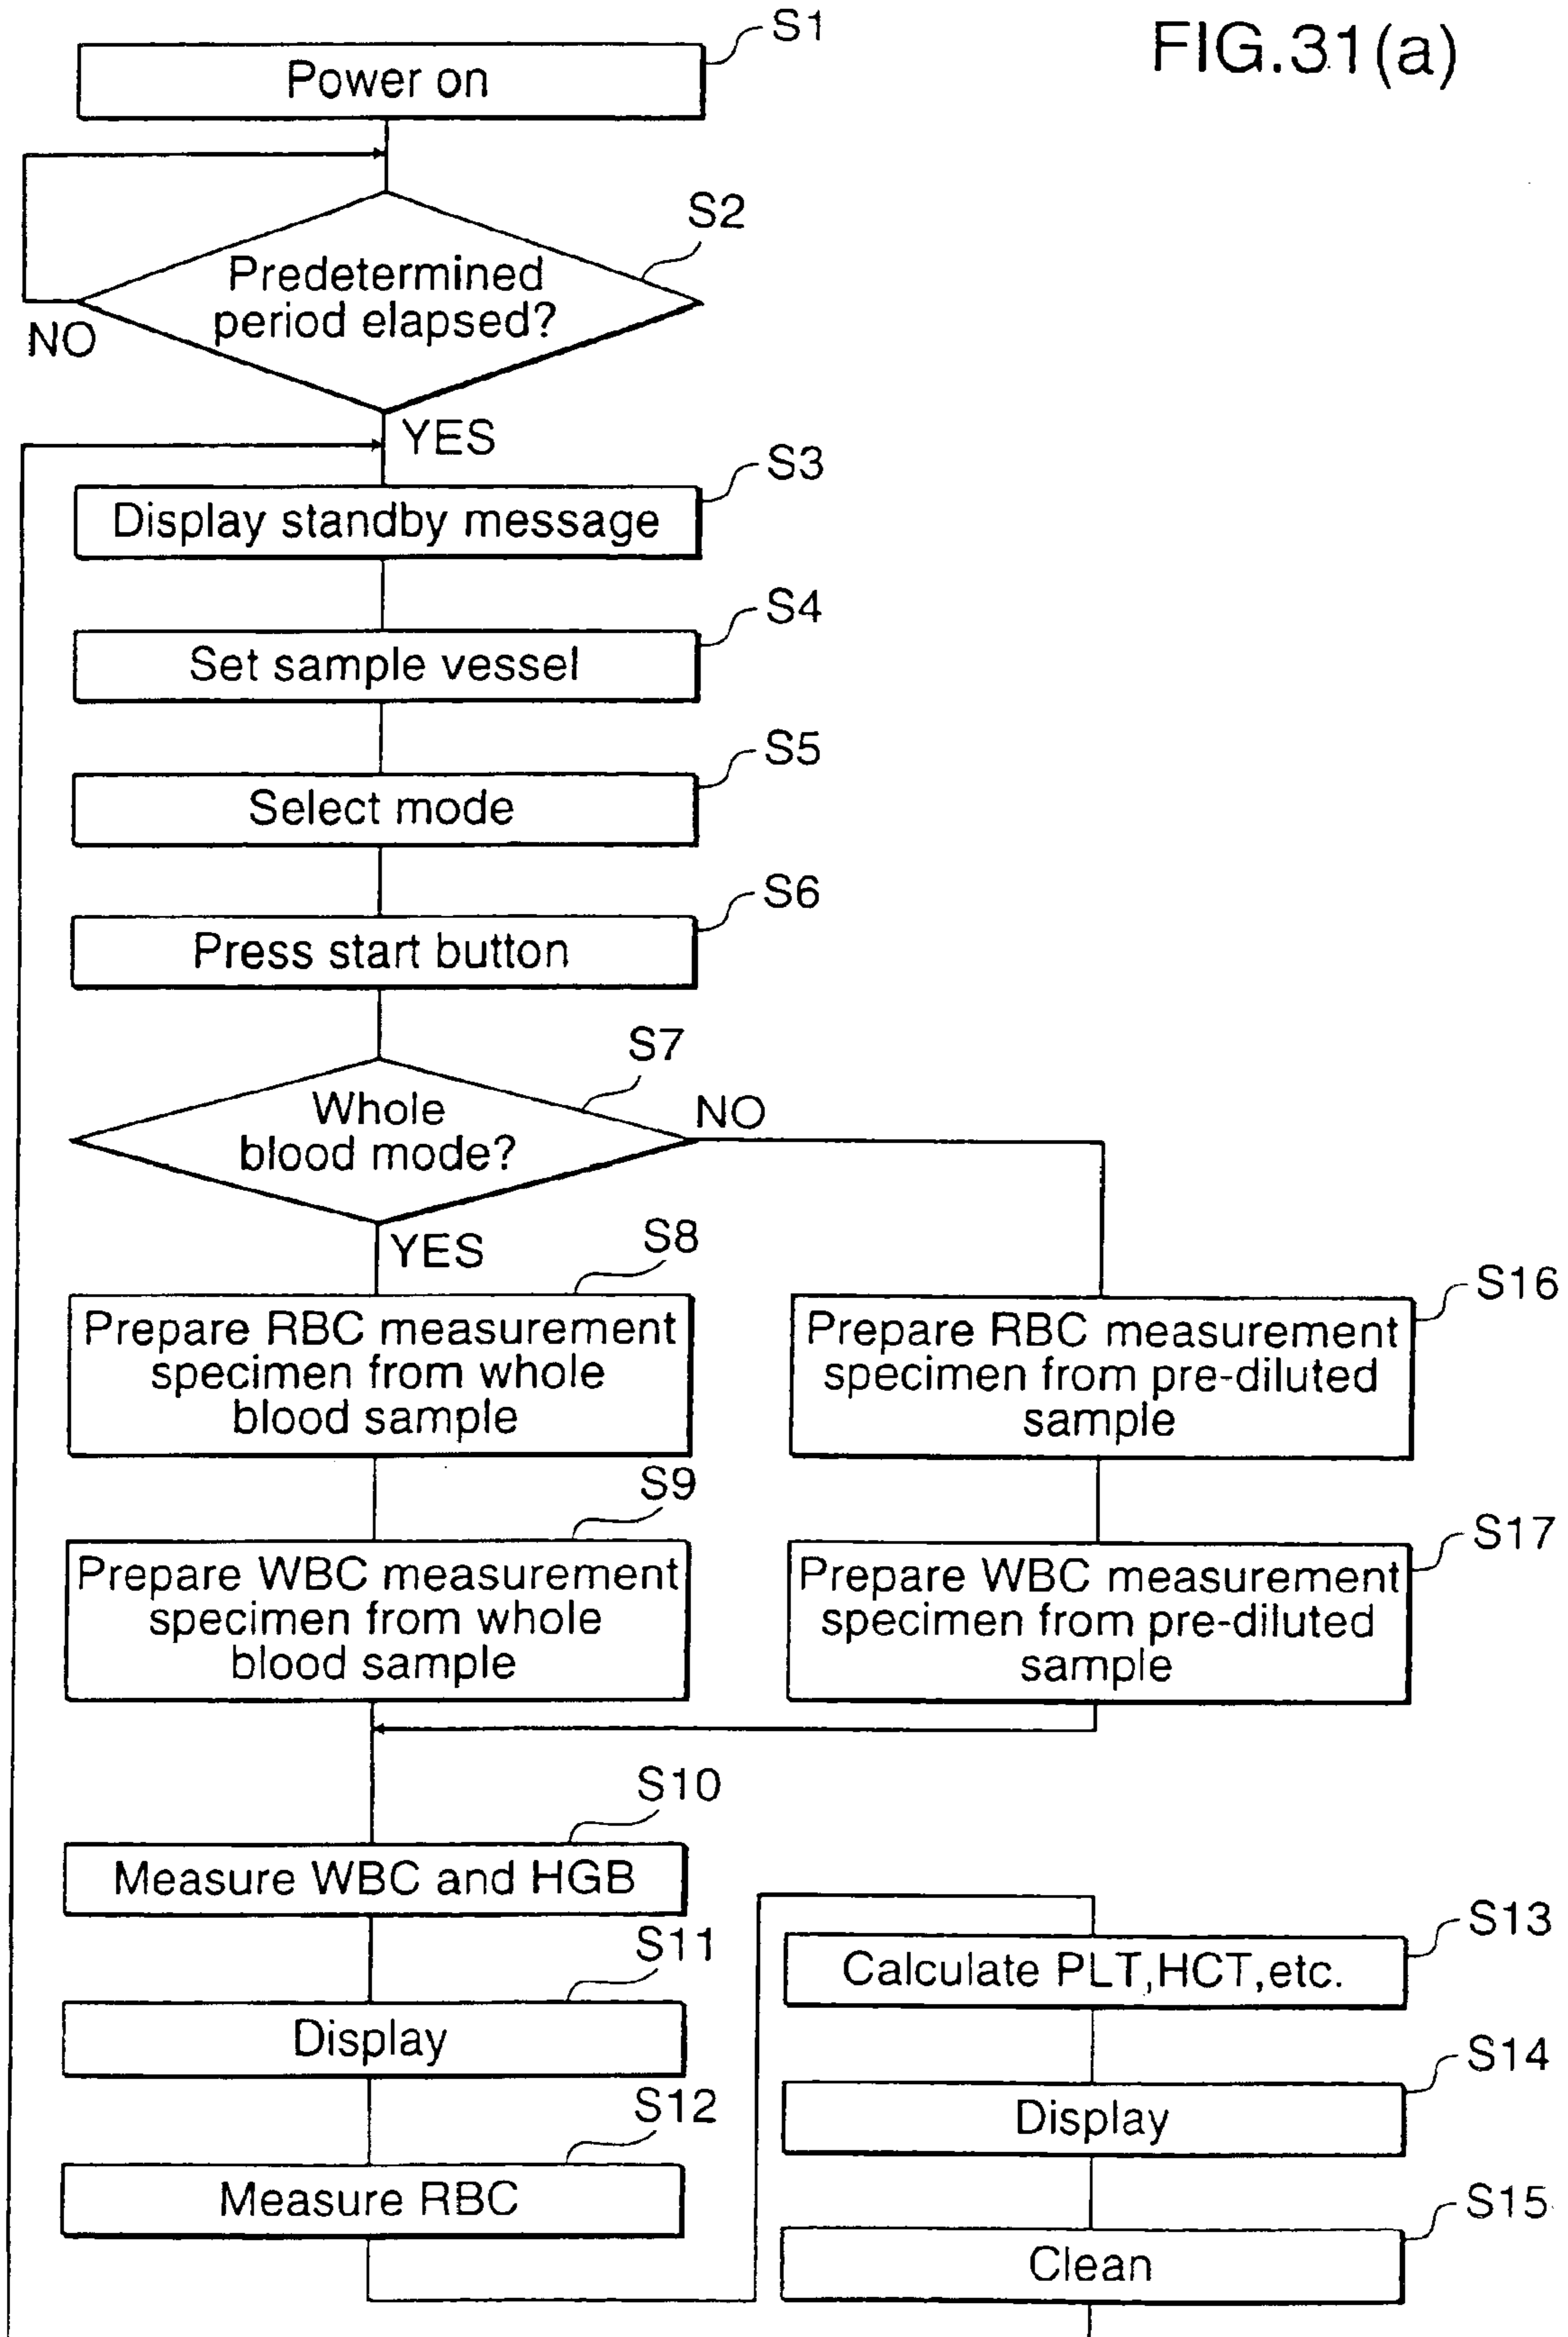 FIG.31(a)
S1
Power on
S2
Predetermined
period elapsed?
NO
YES
S3
Display standby message
S4
Set sample vessel
S5
Select mode
S6
Press start button
S7
Whole
blood mode?
NO
YES
S8
Prepare RBC measurement
specimen from whole
blood sample
S16
Prepare RBC measurement
specimen from pre-diluted
sample
S9
Prepare WBC measurement
specimen from whole
blood sample
S17
Prepare WBC measurement
specimen from pre-diluted
sample
S10
Measure WBC and HGB
S11
Display
S12
Measure RBC
S13
Calculate PLT,HCT,etc.
S14
Display
S15
Clean